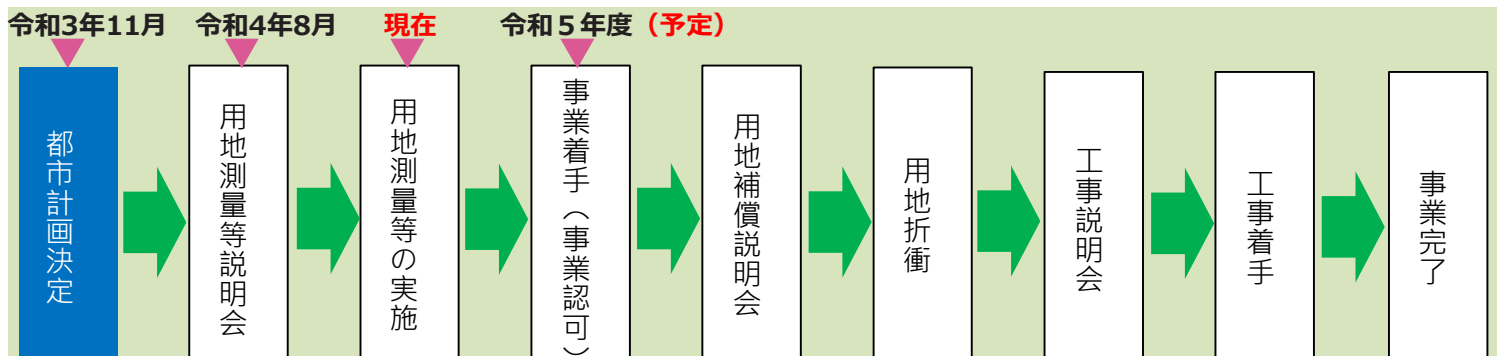 令和3年11月
令和4年8月
現在
令和５年度（予定）
都市計画決定
用地測量等説明会
用地測量等の実施
事業着手（事業認可）
用地補償説明会
用地折衝
工事説明会
工事着手
事業完了